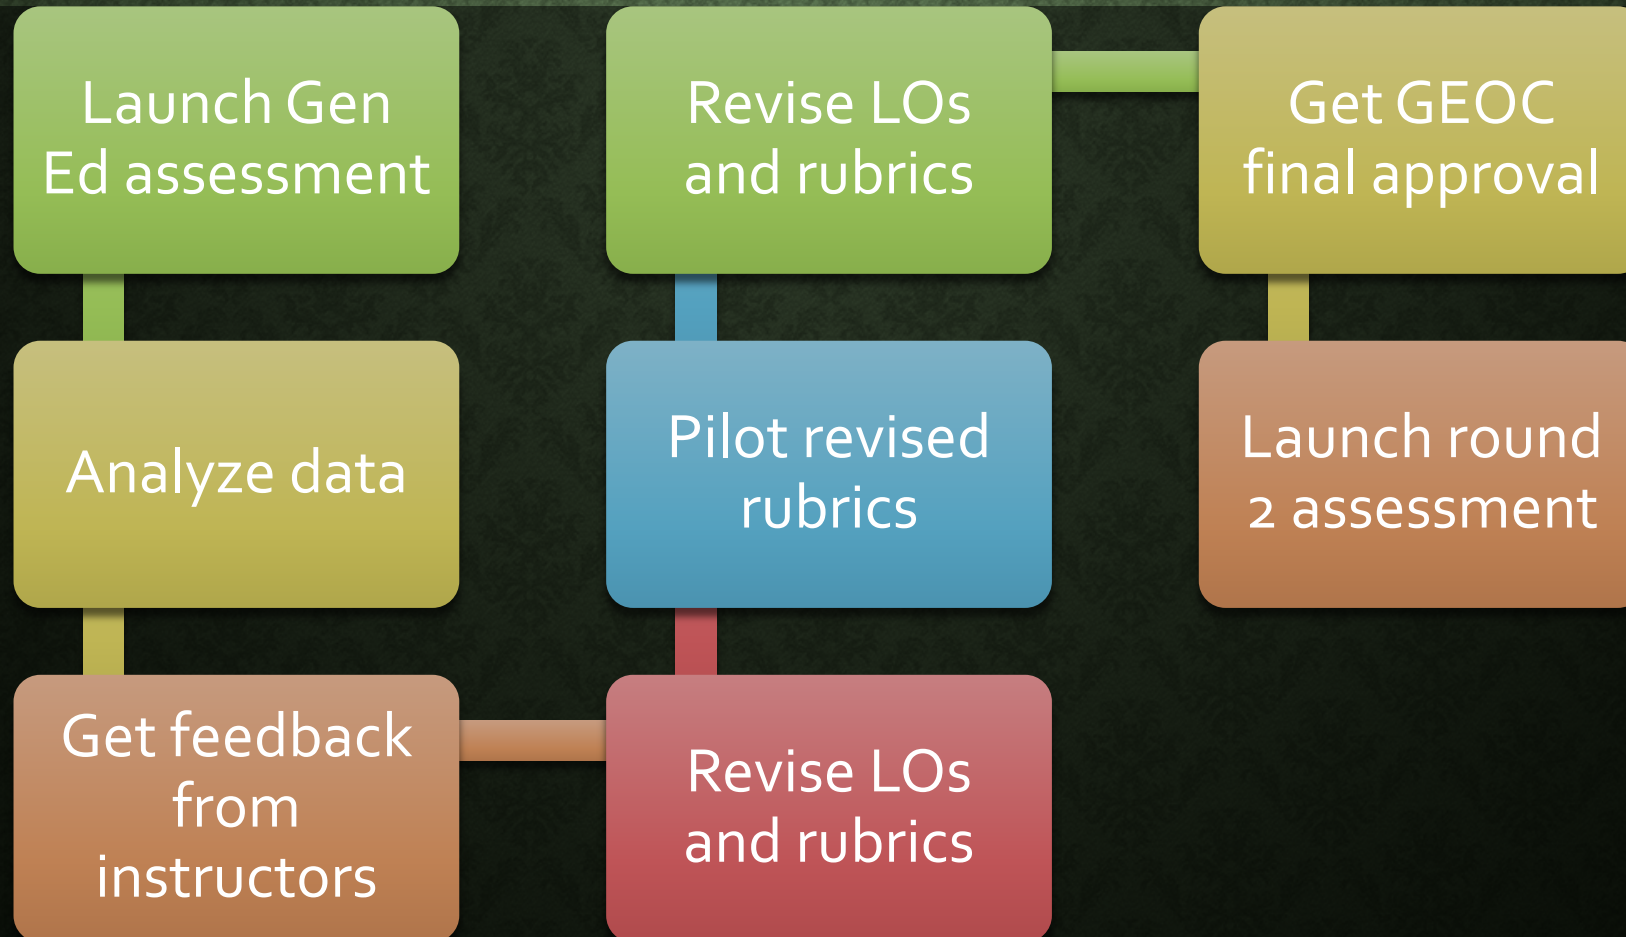 Launch Gen
Ed assessment
Analyze data
Get feedback
from
instructors
Revise LOs
and rubrics
Pilot revised
rubrics
Revise LOs
and rubrics
Get GEOC
final approval
Launch round
2 assessment